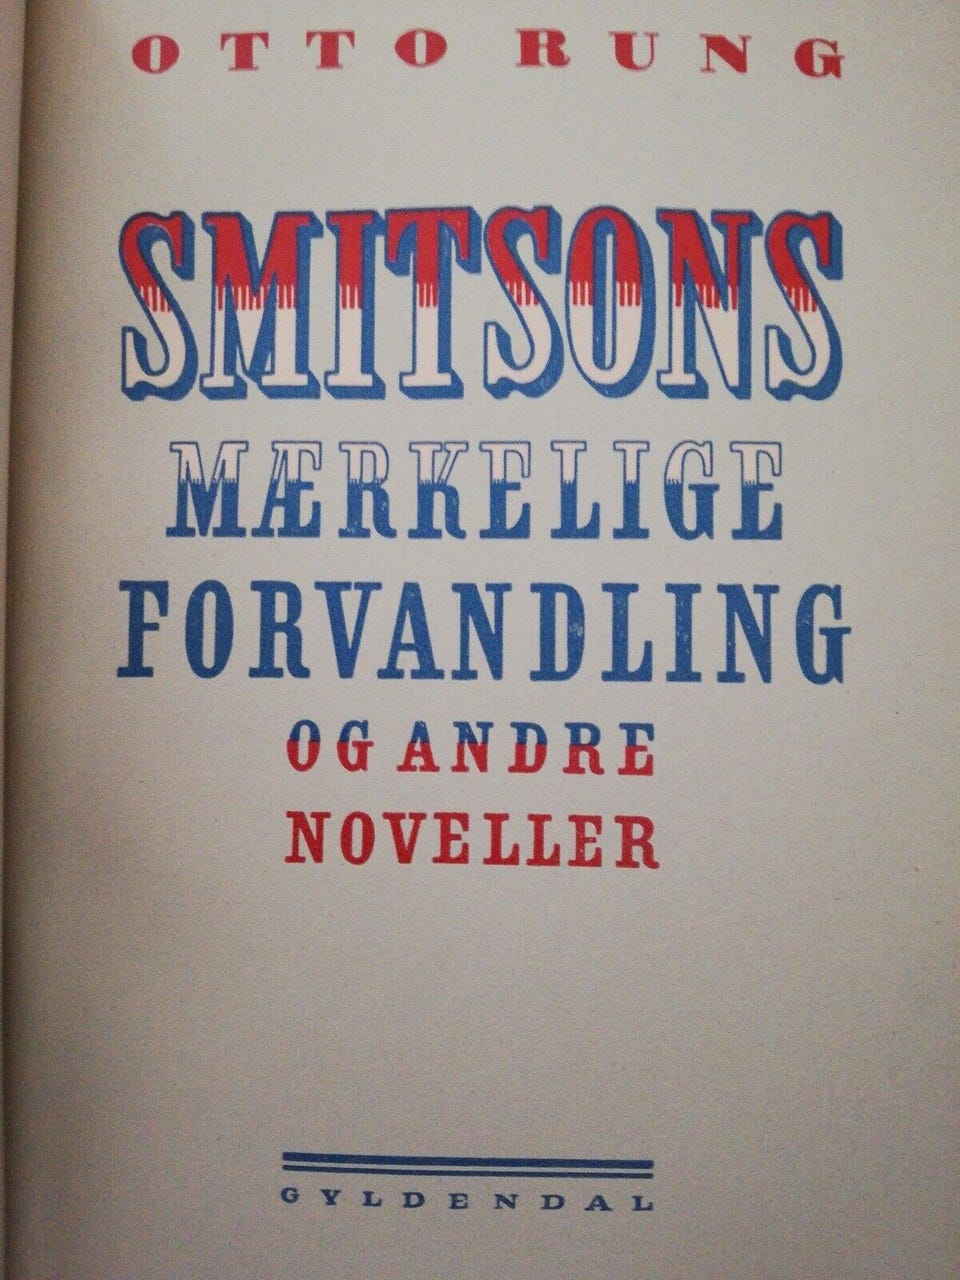 OTTO RUNG
SMITSONS
MÆRKELIGE
FORVANDLING
OG ANDRE
NOVELLER
GYLDENDAL